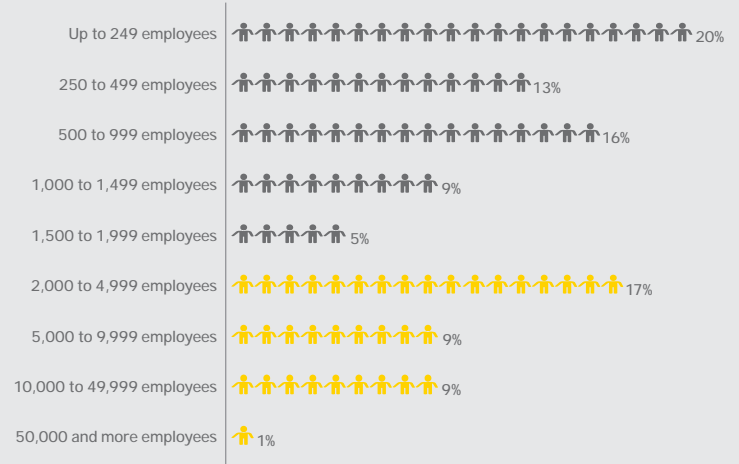 Up to 249 employees 20%
250 to 499 employees 13%
500 to 999 employees 16%
1,000 to 1,499 employees 9%
1,500 to 1,999 employees 5%
2,000 to 4,999 employees 17%
5,000 to 9,999 employees 9%
10,000 to 49,999 employees 9%
50,000 and more employees 1%